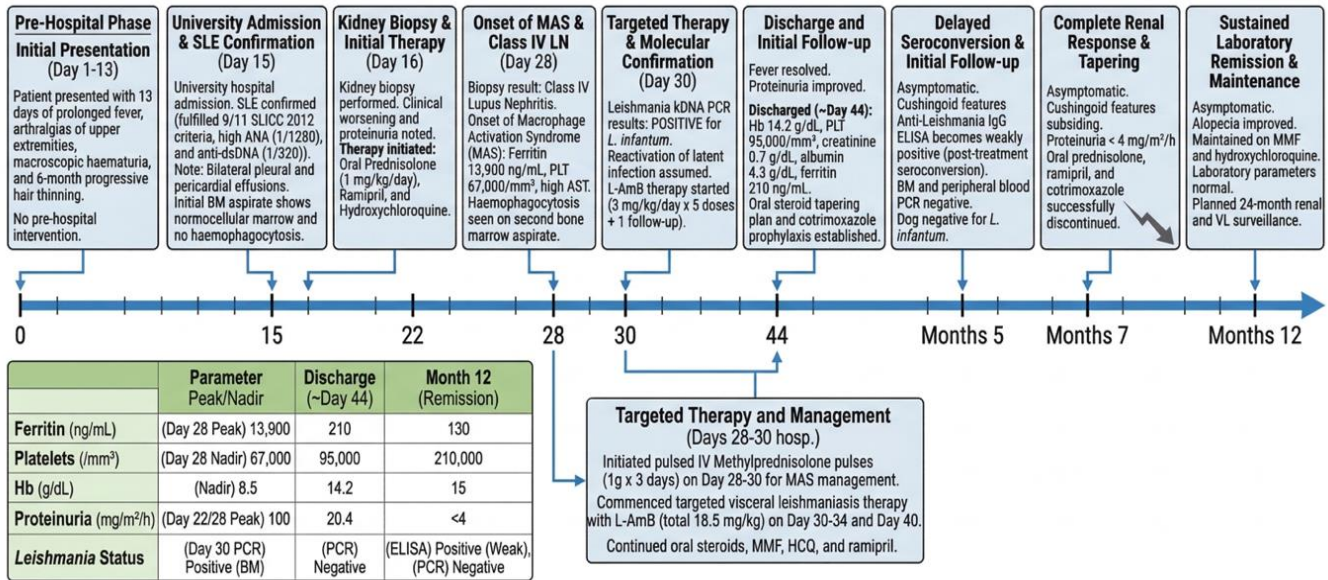 Pre-Hospital Phase
Initial Presentation
(Day 1-13)
Patient presented with 13
days of prolonged fever,
arthralgias of upper
extremities,
macroscopic haematuria,
and 6-month progressive
hair thinning.
No pre-hospital
intervention.
University Admission
& SLE Confirmation
(Day 15)
University hospital
admission. SLE confirmed
(fulfilled 9/11 SLICC 2012
criteria, high ANA (1/1280),
and anti-dsDNA (1/320)).
Note: Bilateral pleural and
pericardial effusions.
Initial BM aspirate shows
normocellular marrow and
no haemophagocytosis.
Kidney Biopsy &
Initial Therapy
(Day 16)
Kidney biopsy
performed. Clinical
worsening and
proteinuria noted.
Therapy initiated:
Oral Prednisolone
(1 mg/kg/day),
Ramipril, and
Hydroxychloroquine.
Onset of MAS &
Class IV LN
(Day 28)
Biopsy result: Class IV
Lupus Nephritis.
Onset of Macrophage
Activation Syndrome
(MAS): Ferritin
13,900 ng/mL, PLT
67,000/mm³, high AST.
Haemophagocytosis
seen on second bone
marrow aspirate.
Targeted Therapy
& Molecular
Confirmation
(Day 30)
Leishmania kDNA PCR
results: POSITIVE for
L. infantum.
Reactivation of latent
infection assumed.
L-AmB therapy started
(3 mg/kg/day x 5 doses
+ 1 follow-up).
Discharge and
Initial Follow-up
Fever resolved.
Proteinuria improved.
Discharged (~Day 44):
Hb 14.2 g/dL, PLT
95,000/mm³, creatinine
0.7 g/dL, albumin
4.3 g/dL, ferritin
210 ng/mL.
Oral steroid tapering
plan and cotrimoxazole
prophylaxis established.
Delayed
Seroconversion &
Initial Follow-up
Asymptomatic.
Cushingoid features
Anti-Leishmania IgG
ELISA becomes weakly
positive (post-treatment
seroconversion).
BM and peripheral blood
PCR negative.
Dog negative for L.
infantum.
Complete Renal
Response &
Tapering
Asymptomatic.
Cushingoid features
subsiding.
Proteinuria < 4 mg/m²/h
Oral prednisolone,
ramipril, and
cotrimoxazole
successfully
discontinued.
Sustained
Laboratory
Remission &
Maintenance
Asymptomatic.
Alopecia improved.
Maintained on MMF
and hydroxychloroquine.
Laboratory parameters
normal.
Planned 24-month renal
and VL surveillance.
0 15 22 28 30 44 Months 5 Months 7 Months 12
Parameter Discharge Month 12
Peak/Nadir (~Day 44) (Remission)
Ferritin (ng/mL) (Day 28 Peak) 13,900 210 130
Platelets (/mm³) (Day 28 Nadir) 67,000 95,000 210,000
Hb (g/dL) (Nadir) 8.5 14.2 15
Proteinuria (mg/m²/h) (Day 22/28 Peak) 100 20.4 <4
Leishmania Status (Day 30 PCR) Positive (BM) (PCR) Negative (ELISA) Positive (Weak), (PCR) Negative
Targeted Therapy and Management
(Days 28-30 hosp.)
Initiated pulsed IV Methylprednisolone pulses
(1g x 3 days) on Day 28-30 for MAS management.
Commenced targeted visceral leishmaniasis therapy
with L-AmB (total 18.5 mg/kg) on Day 30-34 and Day 40.
Continued oral steroids, MMF, HCQ, and ramipril.